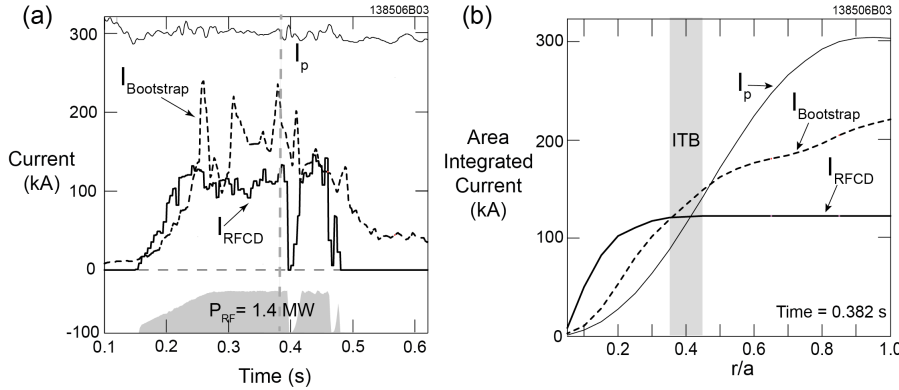 (a)
138506B03
300
200
100
0
-100
Current
(kA)
I_p
I_Bootstrap
I_RFCD
P_RF= 1.4 MW
0.1 0.2 0.3 0.4 0.5 0.6
Time (s)
(b)
138506B03
300
200
100
0
Area
Integrated
Current
(kA)
ITB
I_p
I_Bootstrap
I_RFCD
Time = 0.382 s
0.2 0.4 0.6 0.8 1.0
r/a